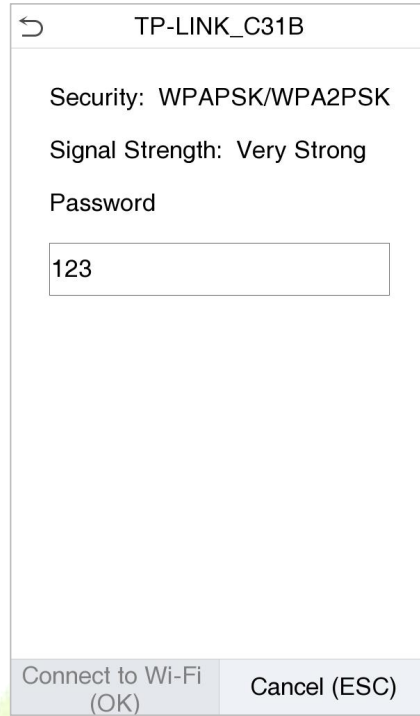 TP-LINK_C31B
Security: WPAPSK/WPA2PSK
Signal Strength: Very Strong
Password
123
Connect to Wi-Fi
(OK)
Cancel (ESC)